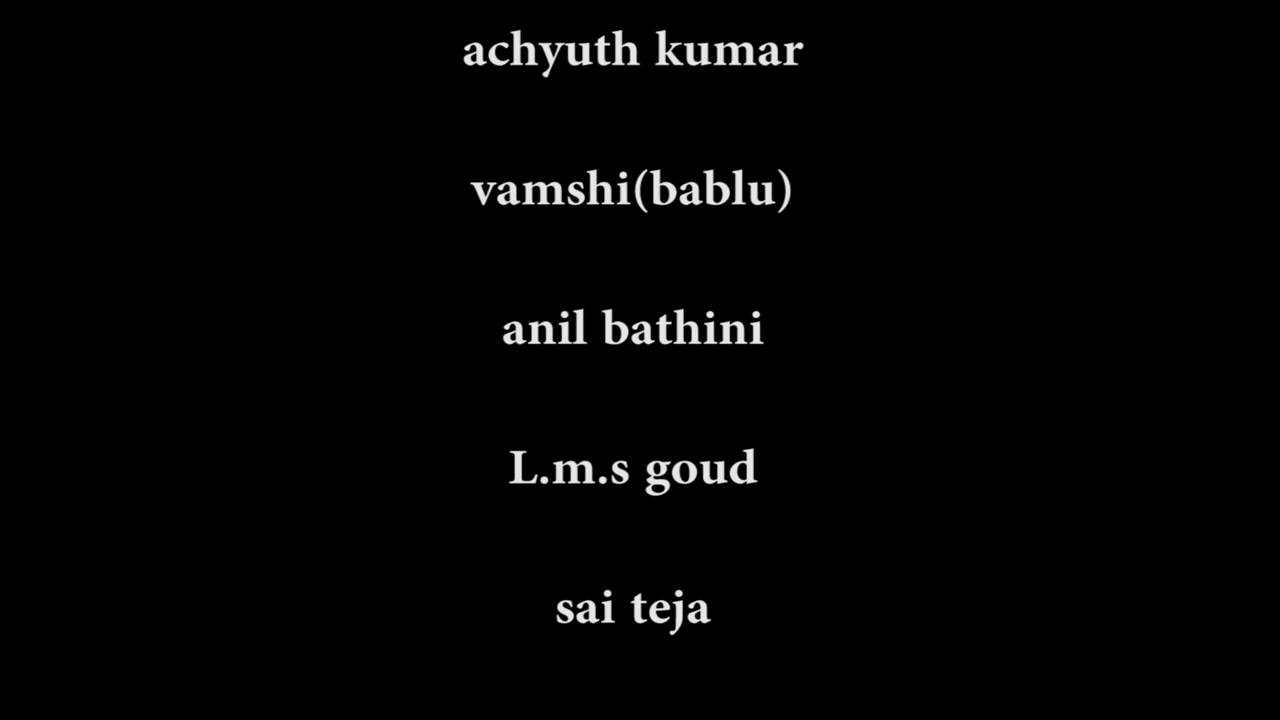 achyuth kumar
vamshi(bablu)
anil bathini
L.m.s goud
sai teja